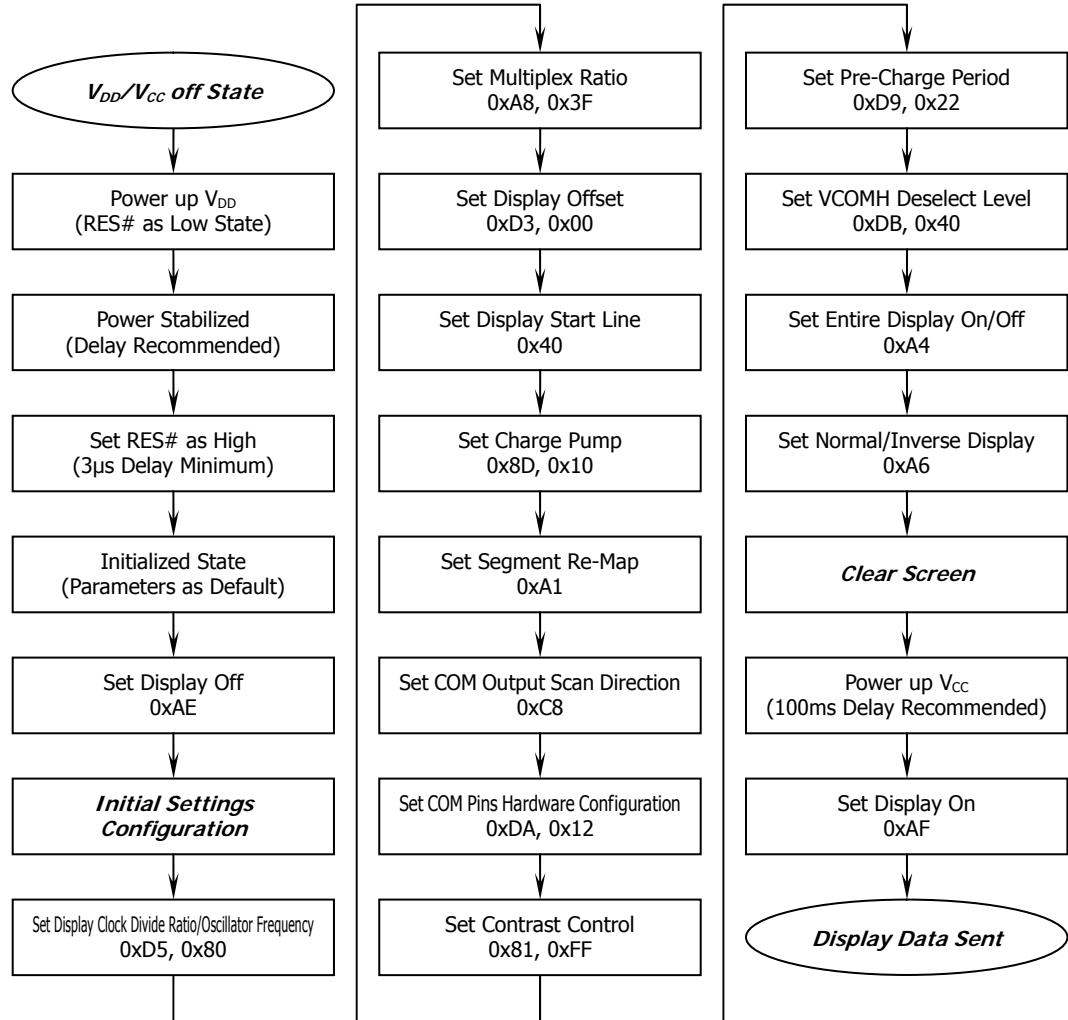 V_DD/V_CC off State
Power up V_DD
(RES# as Low State)
Power Stabilized
(Delay Recommended)
Set RES# as High
(3µs Delay Minimum)
Initialized State
(Parameters as Default)
Set Display Off
0xAE
Initial Settings
Configuration
Set Display Clock Divide Ratio/Oscillator Frequency
0xD5, 0x80
Set Multiplex Ratio
0xA8, 0x3F
Set Display Offset
0xD3, 0x00
Set Display Start Line
0x40
Set Charge Pump
0x8D, 0x10
Set Segment Re-Map
0xA1
Set COM Output Scan Direction
0xC8
Set COM Pins Hardware Configuration
0xDA, 0x12
Set Contrast Control
0x81, 0xFF
Set Pre-Charge Period
0xD9, 0x22
Set VCOMH Deselect Level
0xDB, 0x40
Set Entire Display On/Off
0xA4
Set Normal/Inverse Display
0xA6
Clear Screen
Power up V_CC
(100ms Delay Recommended)
Set Display On
0xAF
Display Data Sent